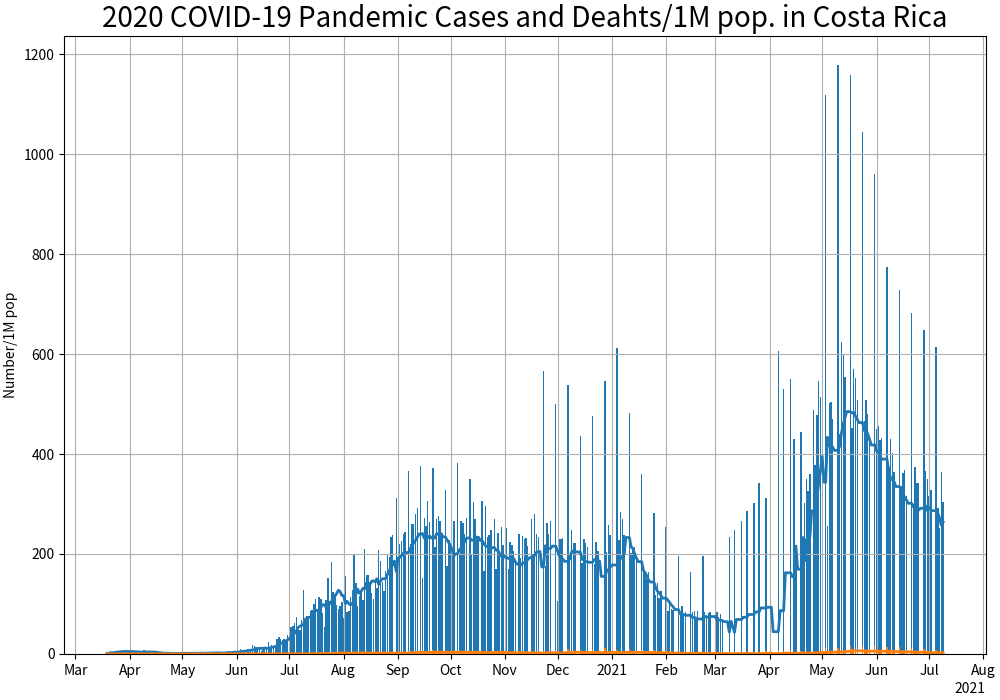 2020 COVID-19 Pandemic Cases and Deahts/1M pop. in Costa Rica
Number/1M pop
1200
1000
800
600
400
200
0
Mar Apr May Jun Jul Aug Sep Oct Nov Dec 2021 Feb Mar Apr May Jun Jul Aug
2021